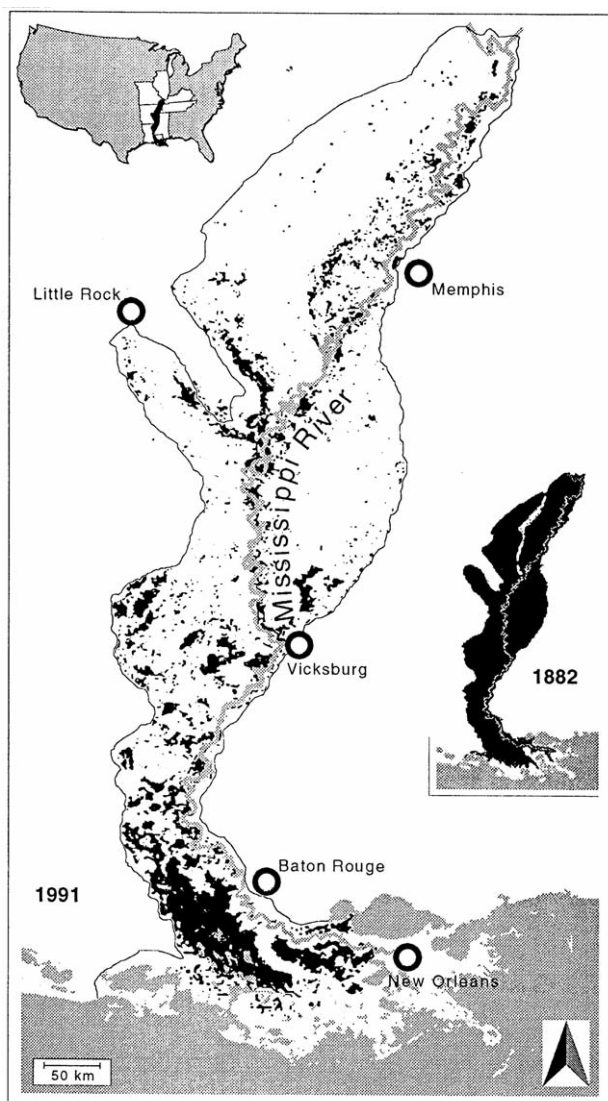 Memphis
Little Rock
Mississippi River
Vicksburg
1882
Baton Rouge
1991
New Orleans
50 km